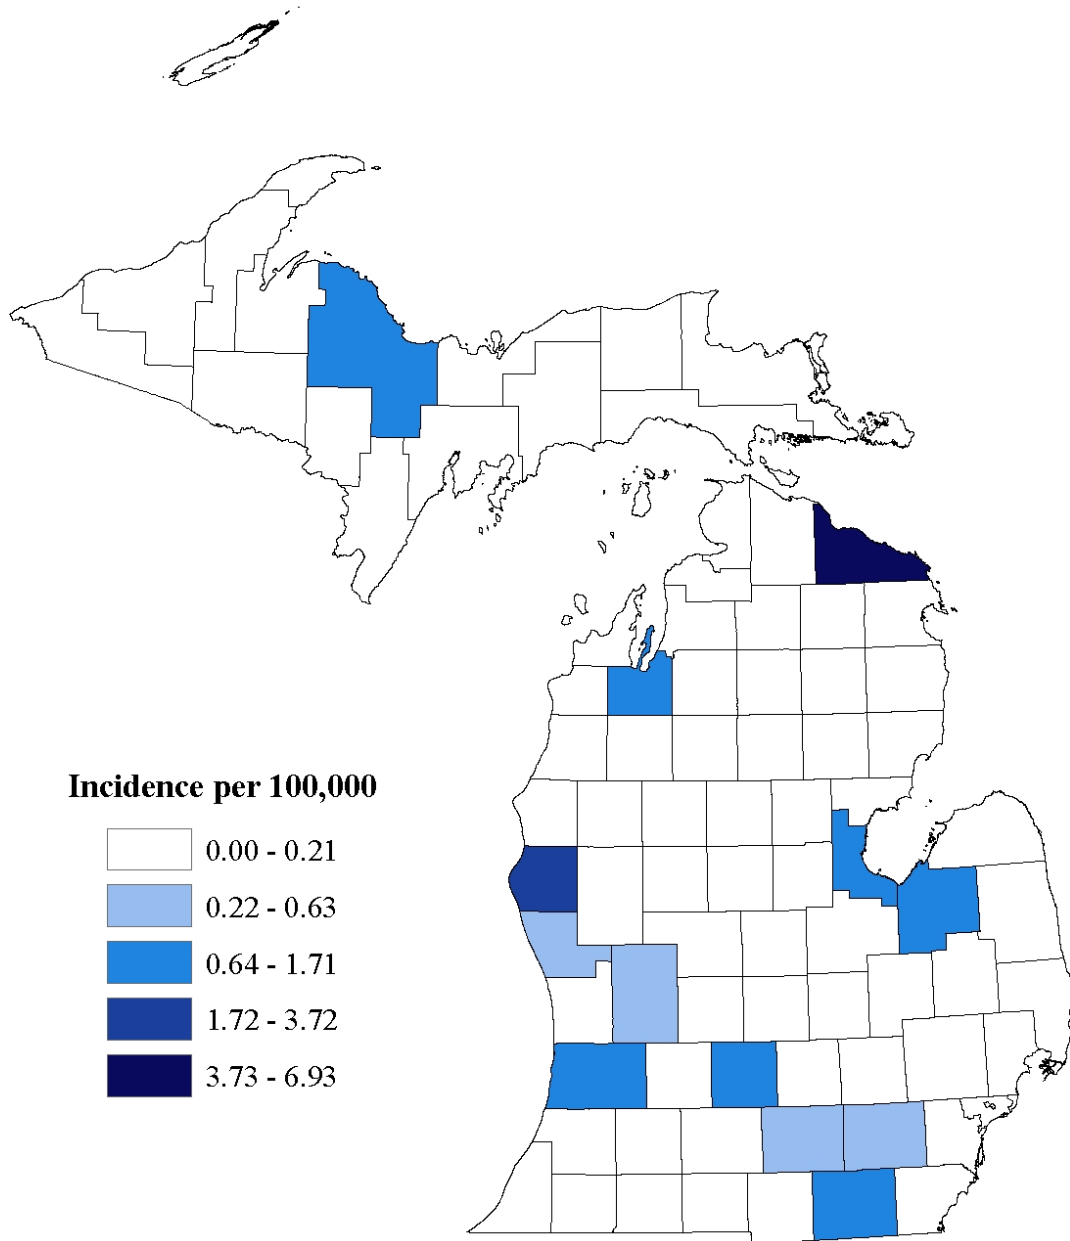 Incidence per 100,000
0.00 - 0.21
0.22 - 0.63
0.64 - 1.71
1.72 - 3.72
3.73 - 6.93